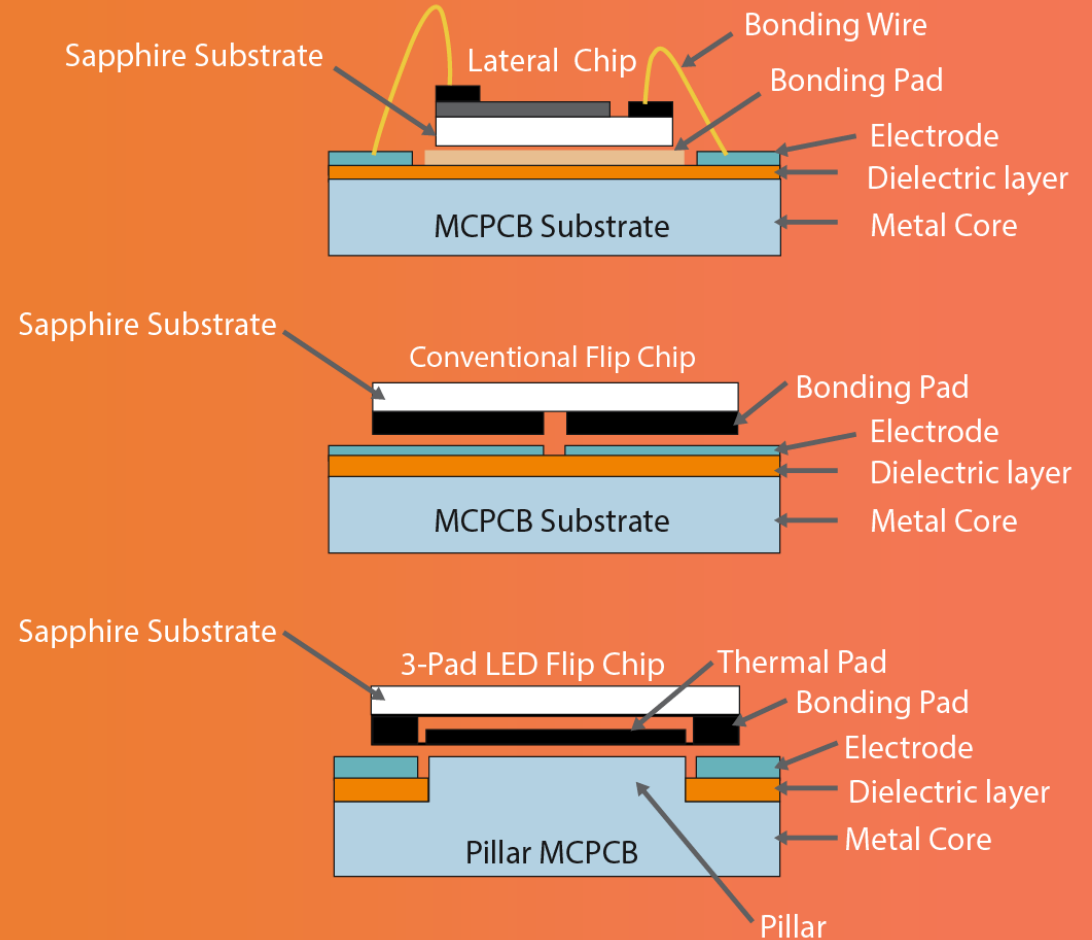 Bonding Wire
Sapphire Substrate
Lateral Chip
Bonding Pad
Electrode
Dielectric layer
MCPCB Substrate
Metal Core
Sapphire Substrate
Conventional Flip Chip
Bonding Pad
Electrode
Dielectric layer
MCPCB Substrate
Metal Core
Sapphire Substrate
3-Pad LED Flip Chip
Thermal Pad
Bonding Pad
Electrode
Dielectric layer
Metal Core
Pillar MCPCB
Pillar